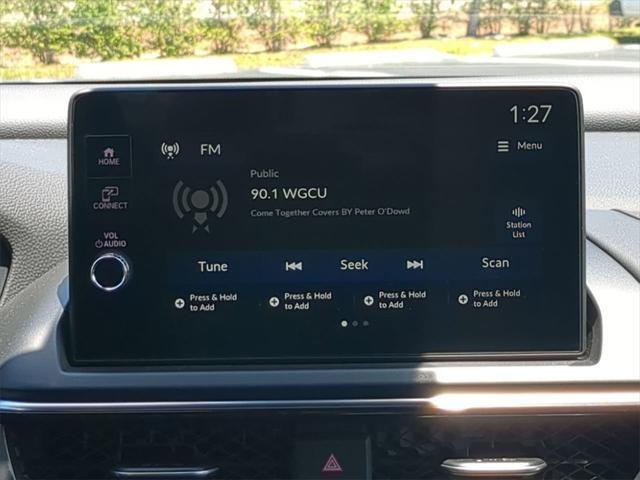 1:27
HOME
FM
Menu
CONNECT
Public
90.1 WGCU
Come Together Covers BY Peter O'Dowd
VOL
AUDIO
Station
List
Tune
Seek
Scan
Press & Hold
to Add
Press & Hold
to Add
Press & Hold
to Add
Press & Hold
to Add